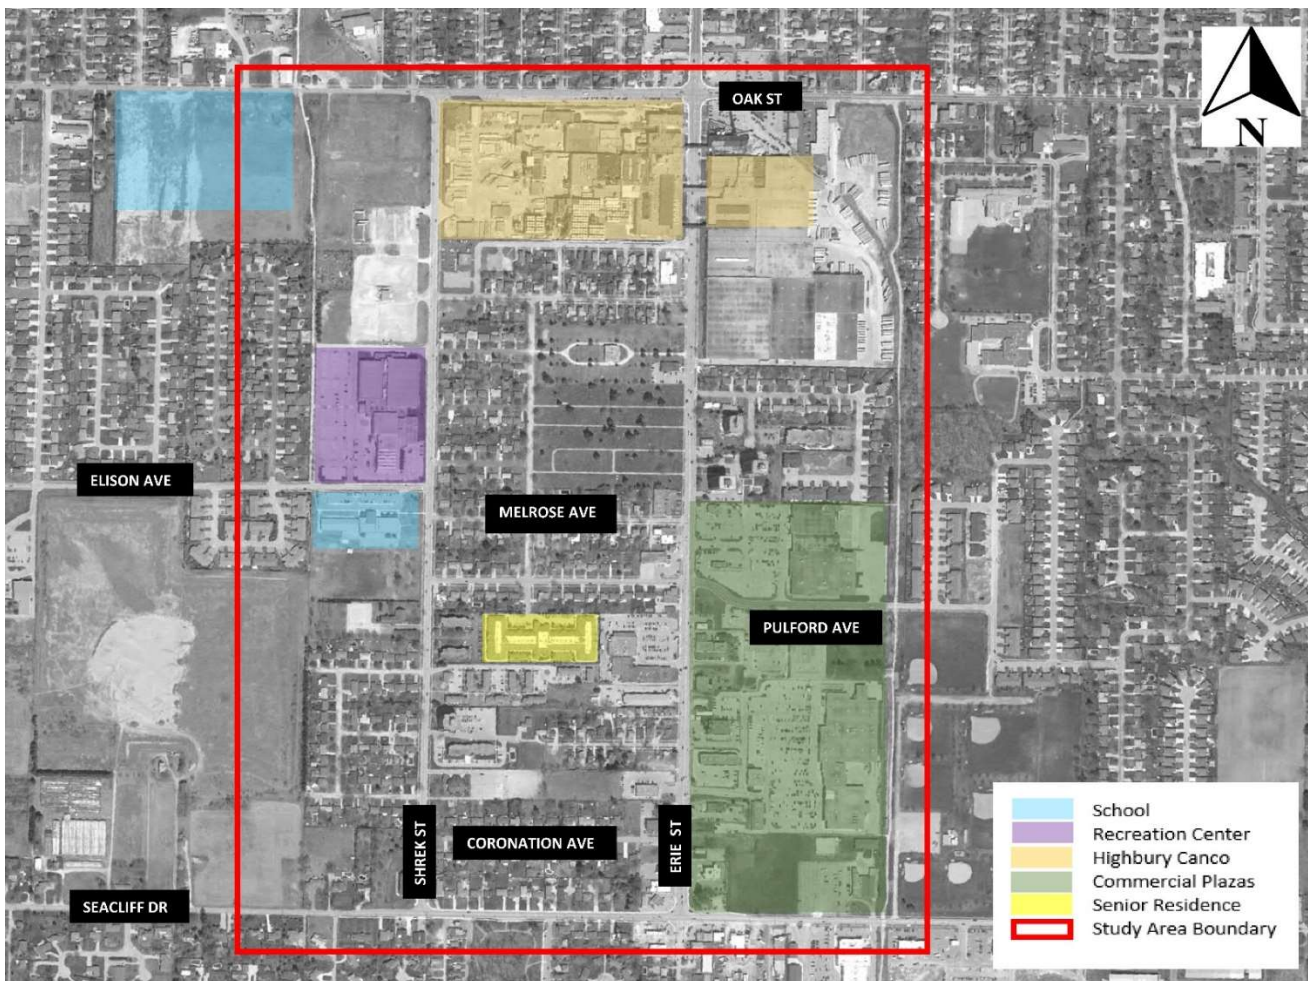 OAK ST
N
ELISON AVE
MELROSE AVE
PULFORD AVE
SHREK ST
CORONATION AVE
ERIE ST
SEACLIFF DR
School
Recreation Center
Highbury Canco
Commercial Plazas
Senior Residence
Study Area Boundary